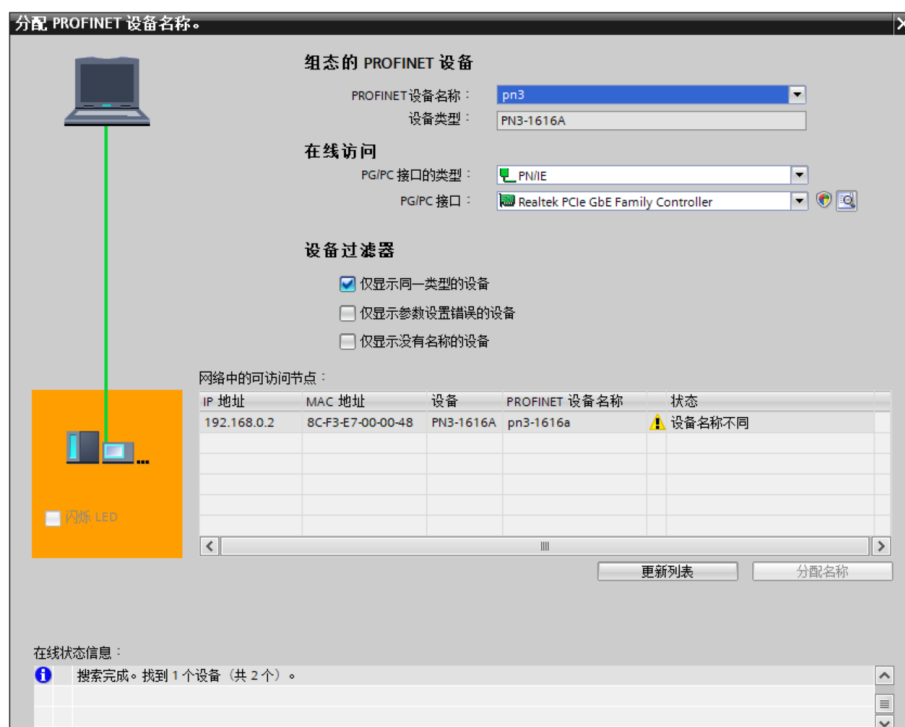 分配 PROFINET 设备名称。
组态的 PROFINET 设备
PROFINET设备名称： pn3
设备类型： PN3-1616A
在线访问
PG/PC 接口的类型： PN/IE
PG/PC 接口： Realtek PCIe GbE Family Controller
设备过滤器
仅显示同一类型的设备
仅显示参数设置错误的设备
仅显示没有名称的设备
网络中的可访问节点：
IP 地址 MAC 地址 设备 PROFINET 设备名称 状态
192.168.0.2 8C-F3-E7-00-00-48 PN3-1616A pn3-1616a 设备名称不同
闪烁 LED
更新列表 分配名称
在线状态信息：
搜索完成。找到 1 个设备（共 2 个）。